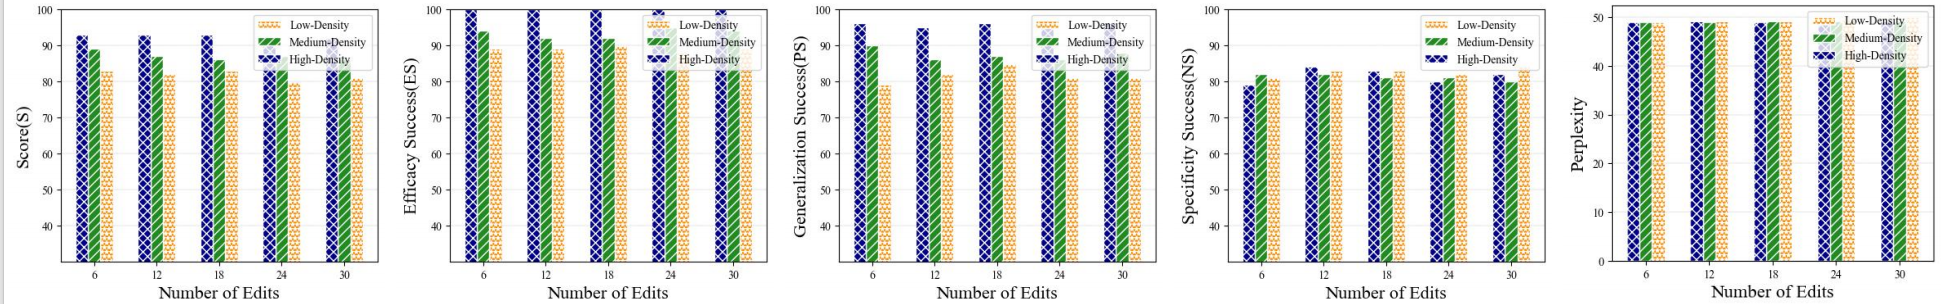 Score(S)
100
90
80
70
60
50
40
6 12 18 24 30
Number of Edits
Low-Density
Medium-Density
High-Density
Efficacy Success(ES)
100
90
80
70
60
50
40
6 12 18 24 30
Number of Edits
Low-Density
Medium-Density
High-Density
Generalization Success(PS)
100
90
80
70
60
50
40
6 12 18 24 30
Number of Edits
Low-Density
Medium-Density
High-Density
Specificity Success(NS)
100
90
80
70
60
50
40
6 12 18 24 30
Number of Edits
Low-Density
Medium-Density
High-Density
Perplexity
50
40
30
20
10
0
6 12 18 24 30
Number of Edits
Low-Density
Medium-Density
High-Density